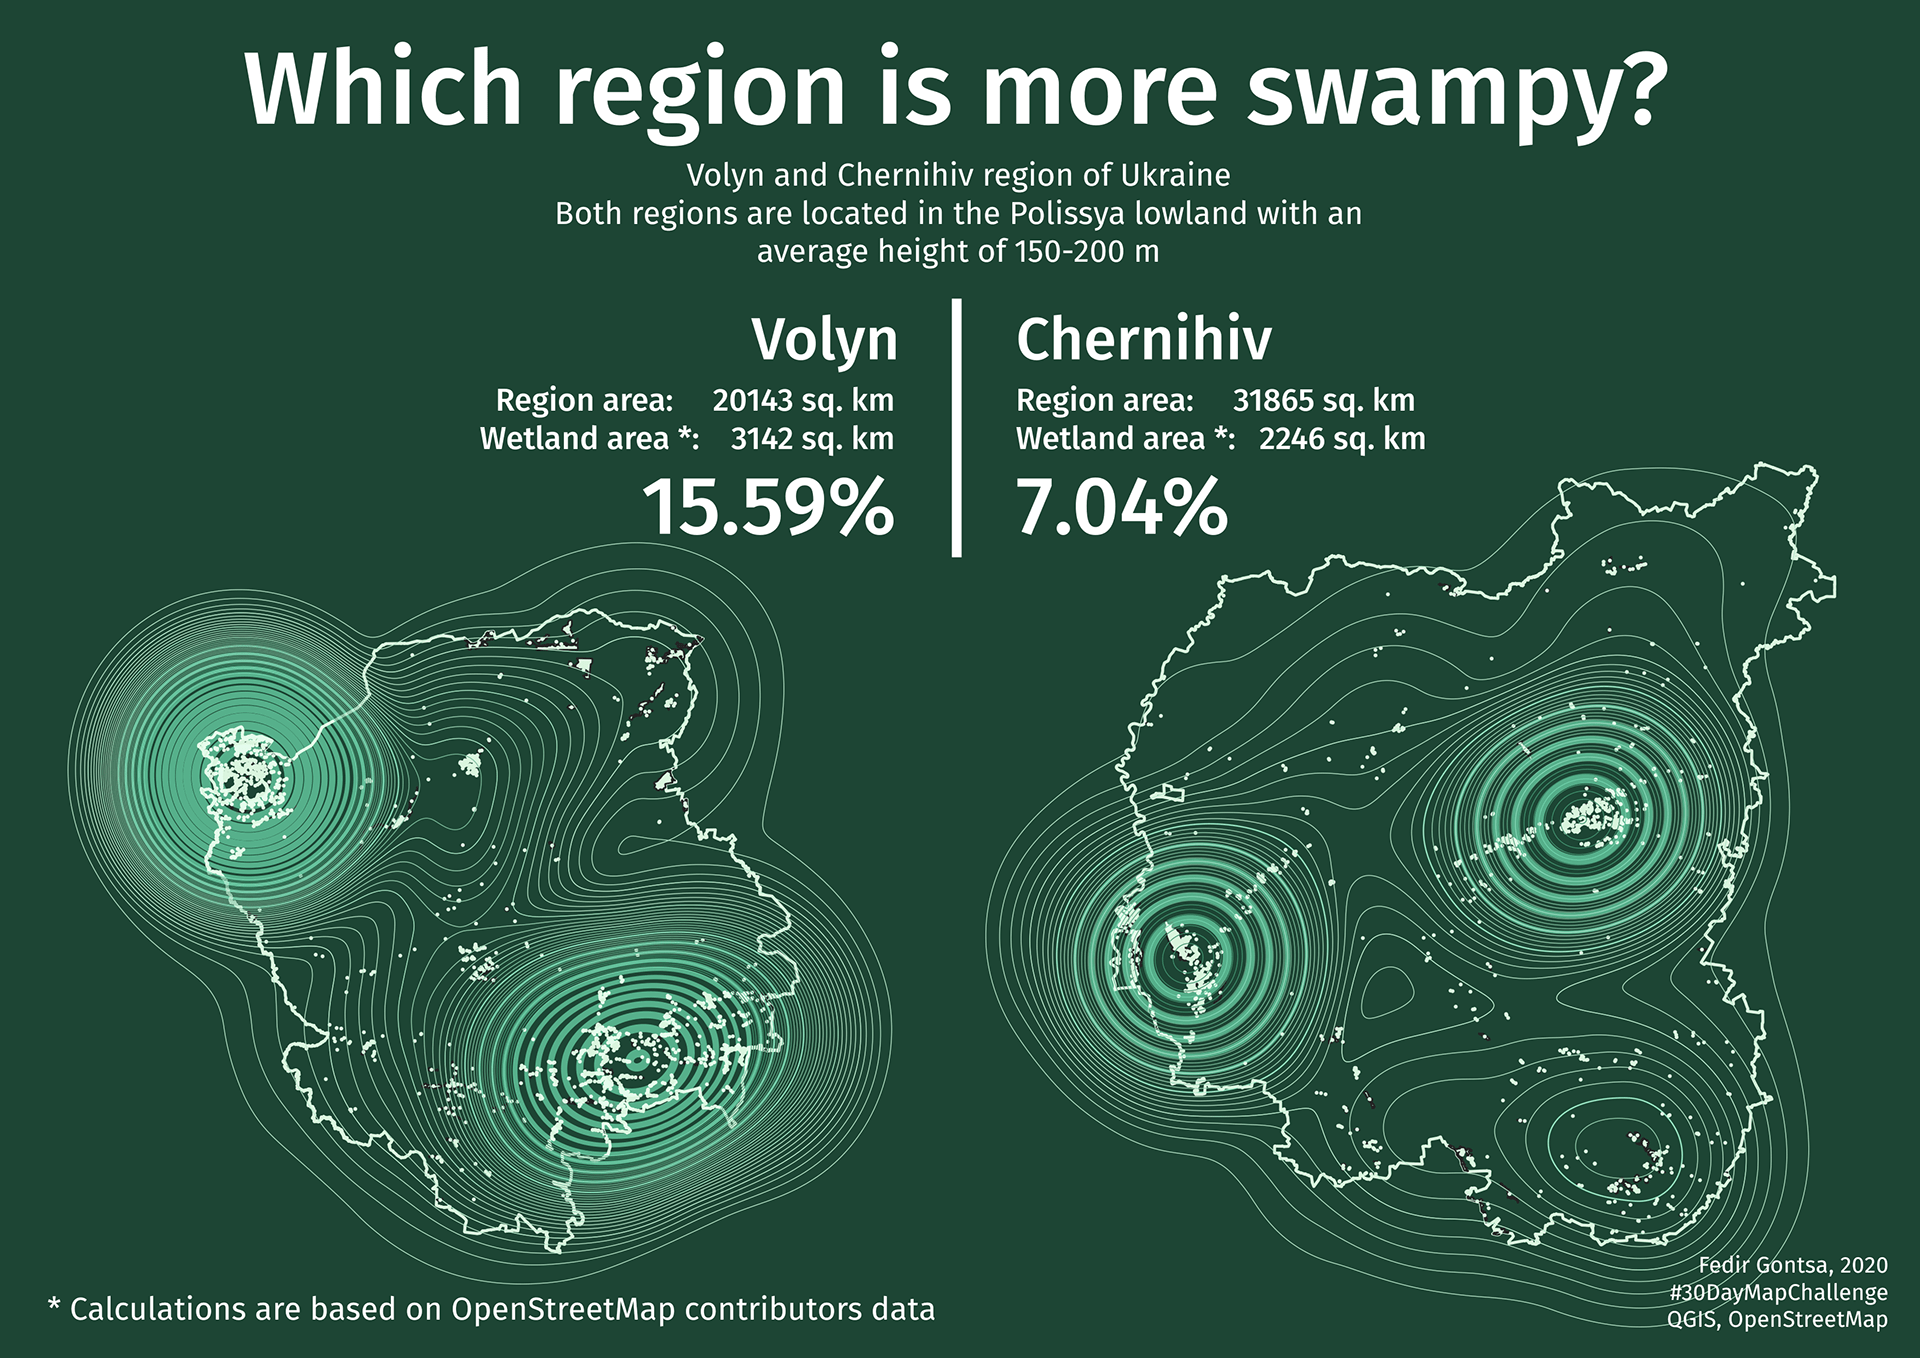 Which region is more swampy?
Volyn and Chernihiv region of Ukraine
Both regions are located in the Polissya lowland with an
average height of 150-200 m
Volyn
Region area: 20143 sq. km
Wetland area *: 3142 sq. km
15.59%
Chernihiv
Region area: 31865 sq. km
Wetland area *: 2246 sq. km
7.04%
* Calculations are based on OpenStreetMap contributors data
Fedir Gontsa, 2020
#30DayMapChallenge
QGIS, OpenStreetMap